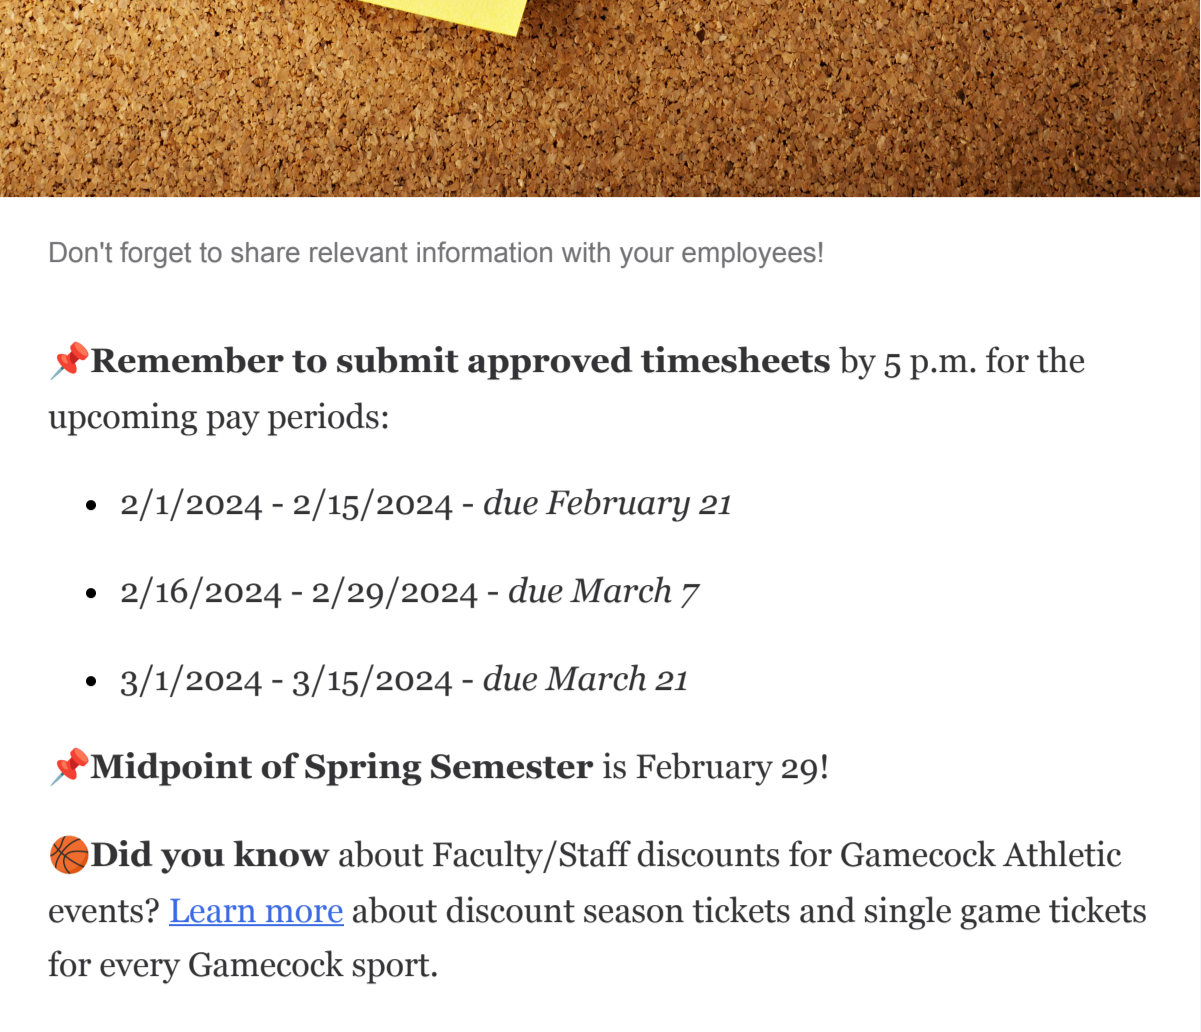 Don't forget to share relevant information with your employees!
📌Remember to submit approved timesheets by 5 p.m. for the
upcoming pay periods:
• 2/1/2024 - 2/15/2024 - due February 21
• 2/16/2024 - 2/29/2024 - due March 7
• 3/1/2024 - 3/15/2024 - due March 21
📌Midpoint of Spring Semester is February 29!
🏀Did you know about Faculty/Staff discounts for Gamecock Athletic
events? Learn more about discount season tickets and single game tickets
for every Gamecock sport.